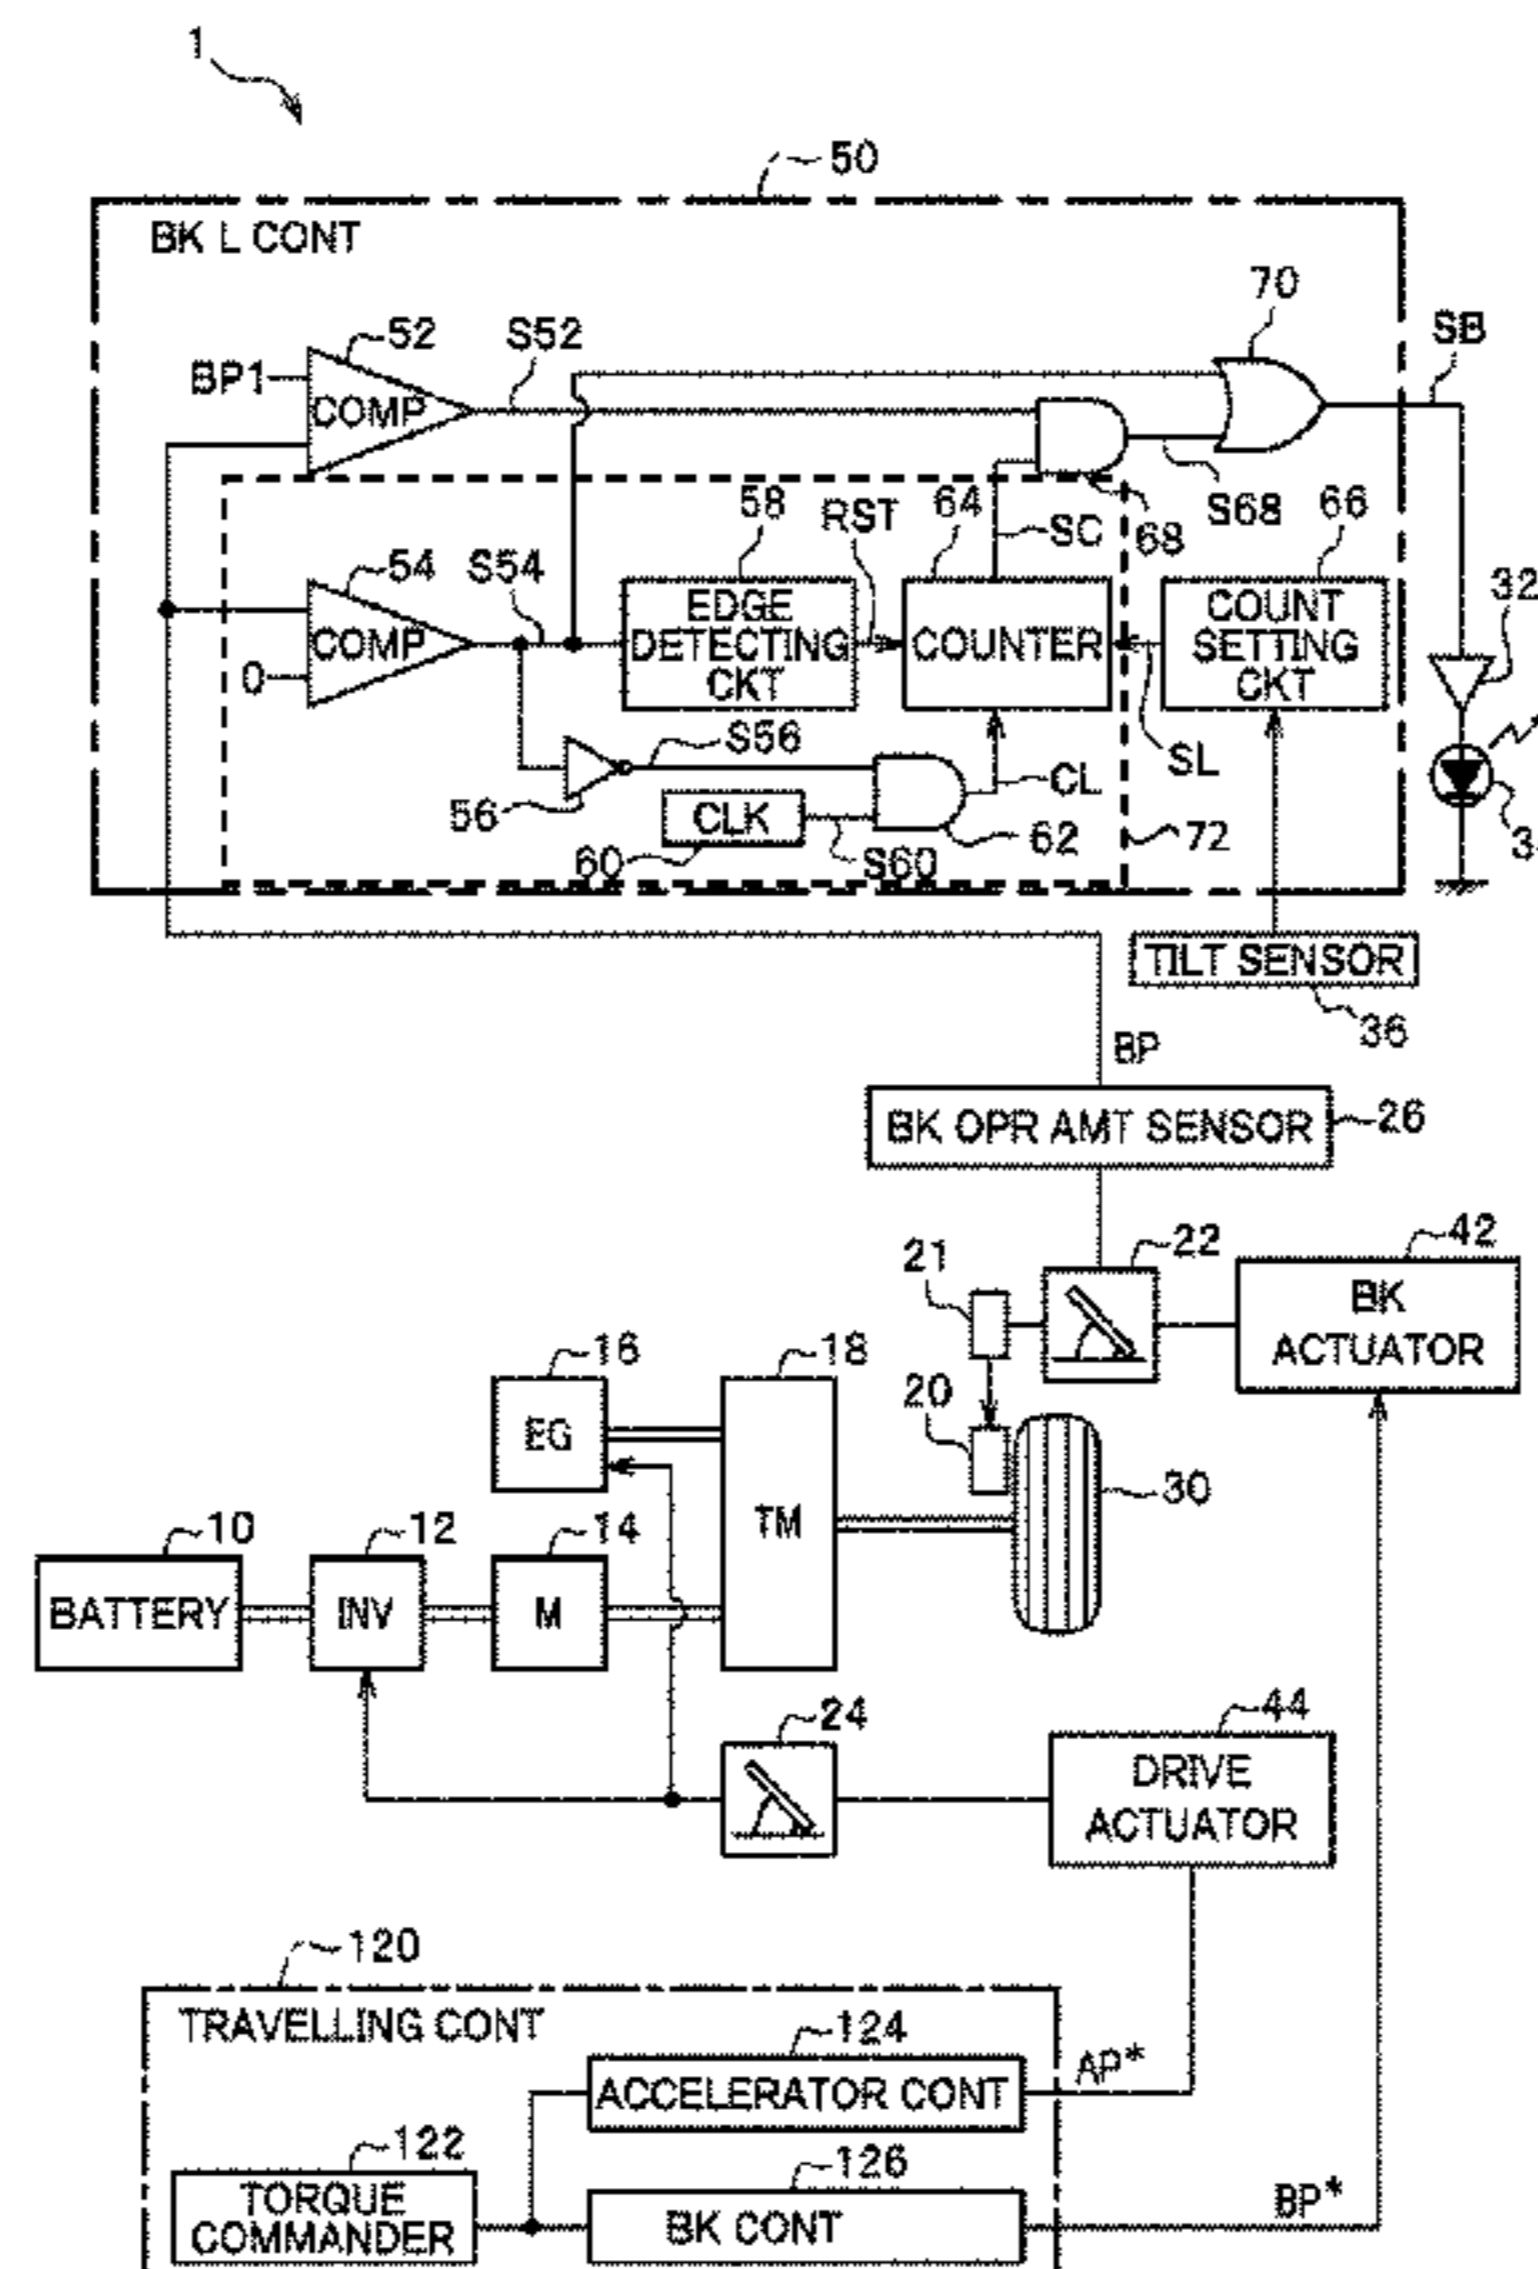 1
50
BK L CONT
70
52
S52
SB
BP1
COMP
58
RST
64
SC
68
S68
66
54
S54
32
COMP
0
EDGE
DETECTING
CKT
COUNTER
COUNT
SETTING
CKT
S56
CL
SL
56
CLK
62
72
60
S60
TILT SENSOR
36
BP
BK OPR AMT SENSOR
26
21
22
42
BK
ACTUATOR
16
18
20
EG
30
10
12
14
TM
BATTERY
INV
M
24
44
DRIVE
ACTUATOR
120
TRAVELLING CONT
124
AP*
ACCELERATOR CONT
122
126
TORQUE
COMMANDER
BK CONT
BP*